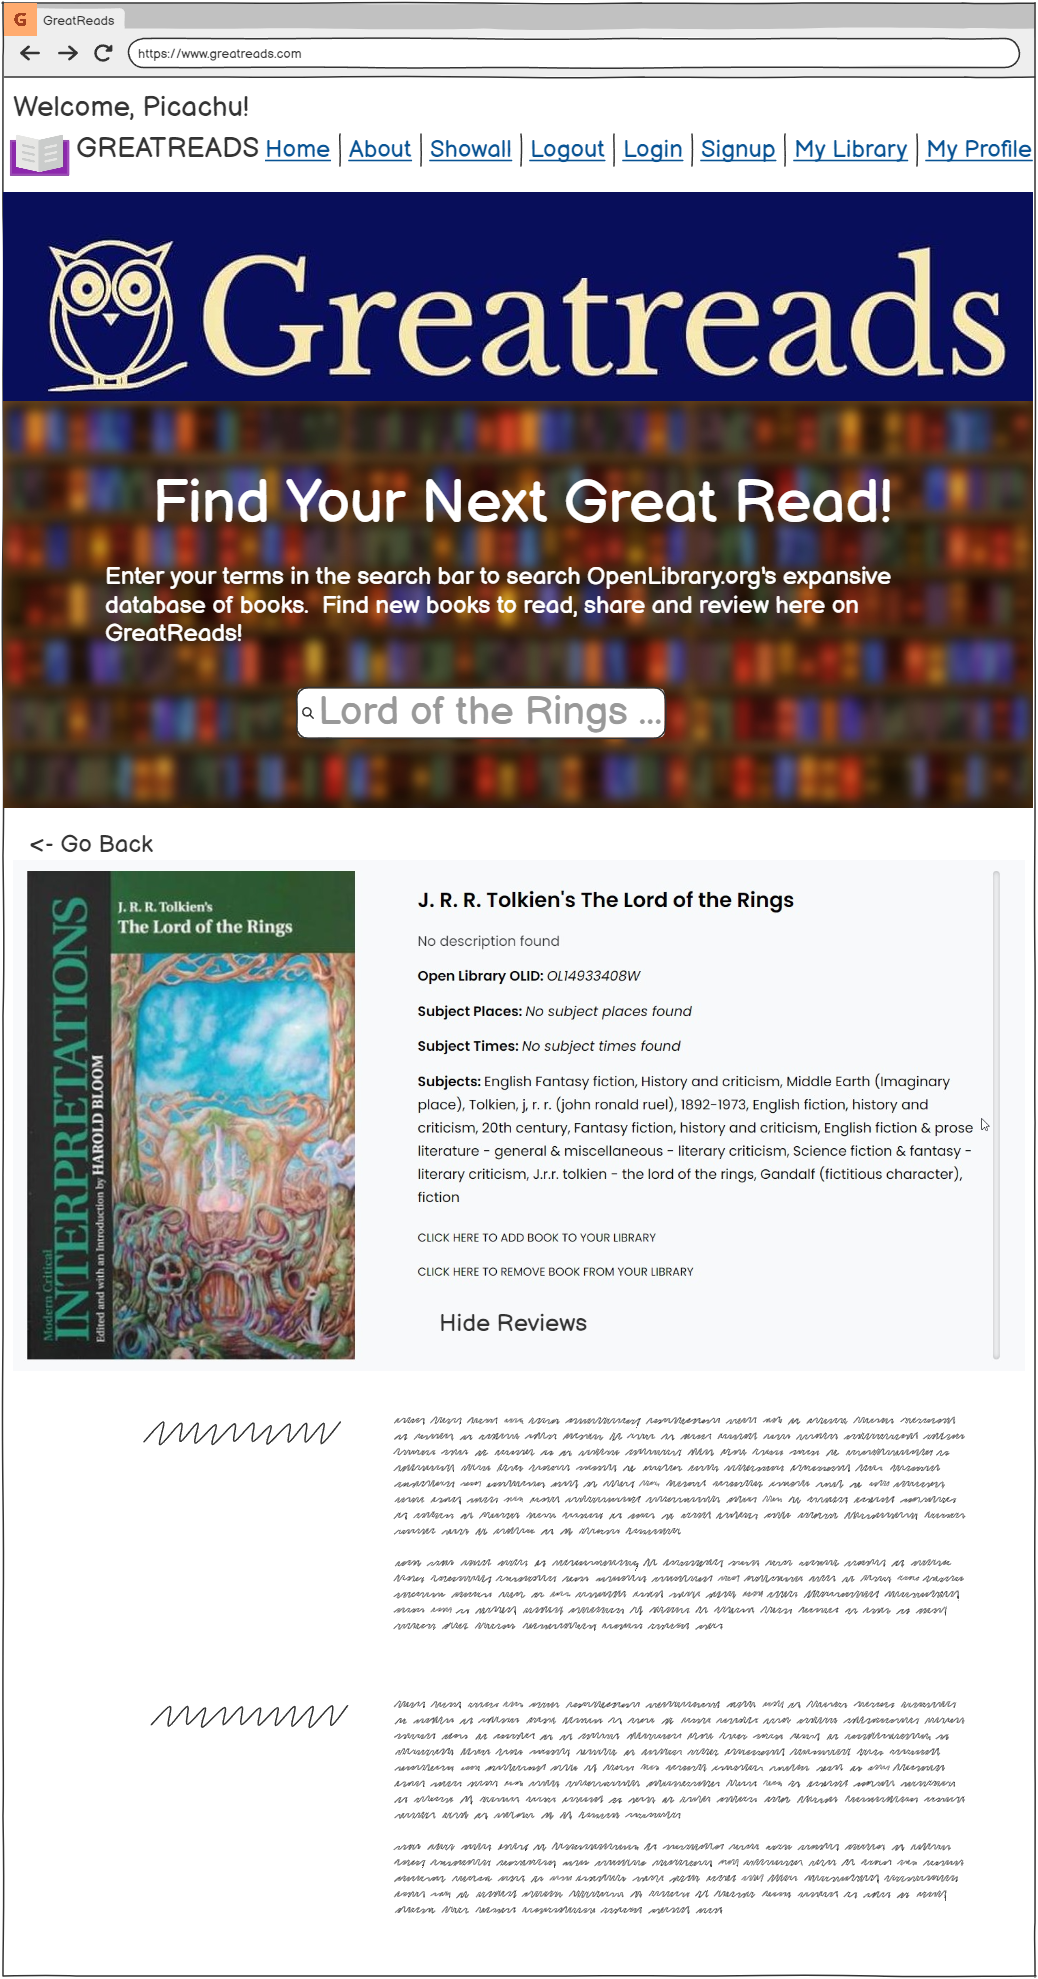 G GreatReads
https://www.greatreads.com
Welcome, Picachu!
GREATREADS Home About Showall Logout Login Signup My Library My Profile
Greatreads
Find Your Next Great Read!
Enter your terms in the search bar to search OpenLibrary.org's expansive
database of books.  Find new books to read, share and review here on
GreatReads!
Lord of the Rings ...
<- Go Back
J. R. R. Tolkien's
The Lord of the Rings
Modern Critical
INTERPRETATIONS
Edited and with an Introduction by HAROLD BLOOM
J. R. R. Tolkien's The Lord of the Rings
No description found
Open Library OLID: OL14933408W
Subject Places: No subject places found
Subject Times: No subject times found
Subjects: English Fantasy fiction, History and criticism, Middle Earth (Imaginary
place), Tolkien, j, r. r. (john ronald ruel), 1892-1973, English fiction, history and
criticism, 20th century, Fantasy fiction, history and criticism, English fiction & prose
literature - general & miscellaneous - literary criticism, Science fiction & fantasy -
literary criticism, J.r.r. tolkien - the lord of the rings, Gandalf (fictitious character),
fiction
CLICK HERE TO ADD BOOK TO YOUR LIBRARY
CLICK HERE TO REMOVE BOOK FROM YOUR LIBRARY
Hide Reviews